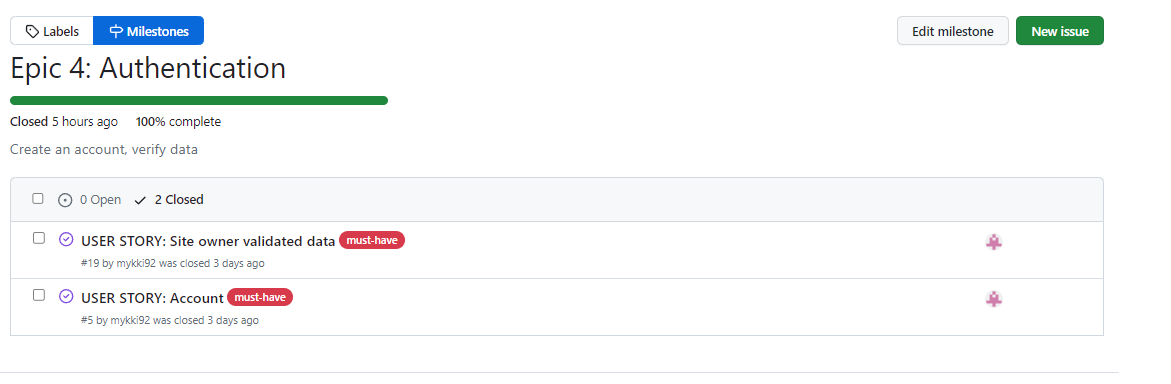 Labels Milestones Edit milestone New issue
Epic 4: Authentication
Closed 5 hours ago 100% complete
Create an account, verify data
0 Open 2 Closed
USER STORY: Site owner validated data must-have
#19 by mykki92 was closed 3 days ago
USER STORY: Account must-have
#5 by mykki92 was closed 3 days ago